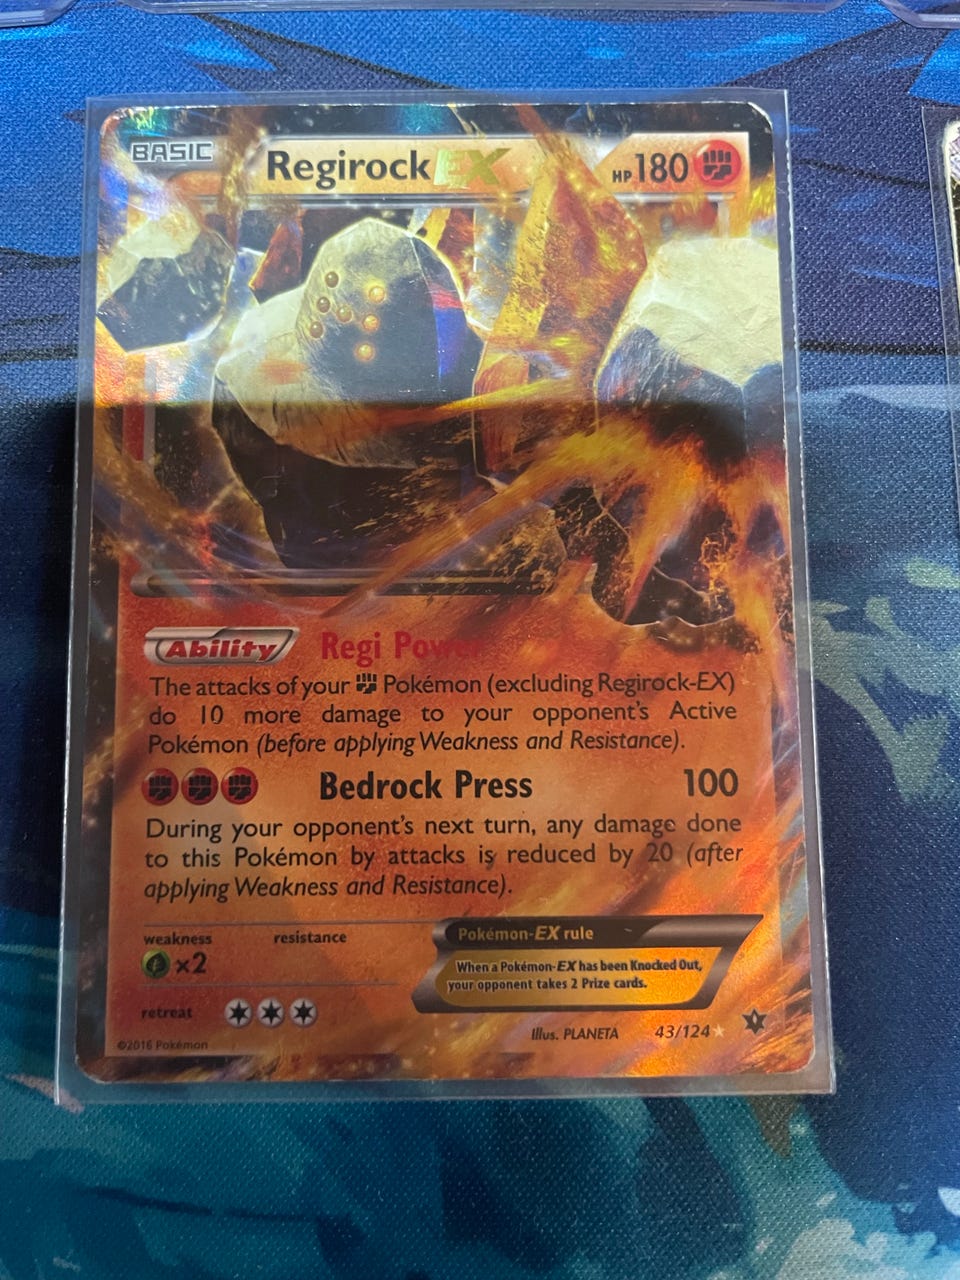 BASIC
Regirock EX
HP 180
Ability Regi Power
The attacks of your Pokémon (excluding Regirock-EX)
do 10 more damage to your opponent's Active
Pokémon (before applying Weakness and Resistance).
Bedrock Press 100
During your opponent's next turn, any damage done
to this Pokémon by attacks is reduced by 20 (after
applying Weakness and Resistance).
weakness resistance
×2
retreat
Pokémon-EX rule
When a Pokémon-EX has been Knocked Out,
your opponent takes 2 Prize cards.
Illus. PLANETA 43/124
©2016 Pokémon